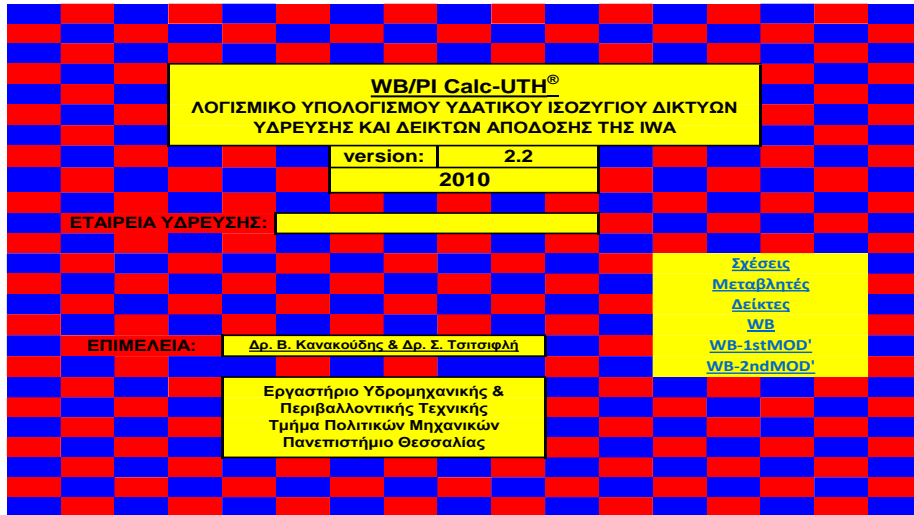 WB/PI Calc-UTH®
ΛΟΓΙΣΜΙΚΟ ΥΠΟΛΟΓΙΣΜΟΥ ΥΔΑΤΙΚΟΥ ΙΣΟΖΥΓΙΟΥ ΔΙΚΤΥΩΝ
ΥΔΡΕΥΣΗΣ ΚΑΙ ΔΕΙΚΤΩΝ ΑΠΟΔΟΣΗΣ ΤΗΣ IWA
version: 2.2
2010
ΕΤΑΙΡΕΙΑ ΥΔΡΕΥΣΗΣ:
Σχέσεις
Μεταβλητές
Δείκτες
WB
WB-1stMOD'
WB-2ndMOD'
ΕΠΙΜΕΛΕΙΑ: Δρ. Β. Κανακούδης & Δρ. Σ. Τσιτσιφλή
Εργαστήριο Υδρομηχανικής &
Περιβαλλοντικής Τεχνικής
Τμήμα Πολιτικών Μηχανικών
Πανεπιστήμιο Θεσσαλίας